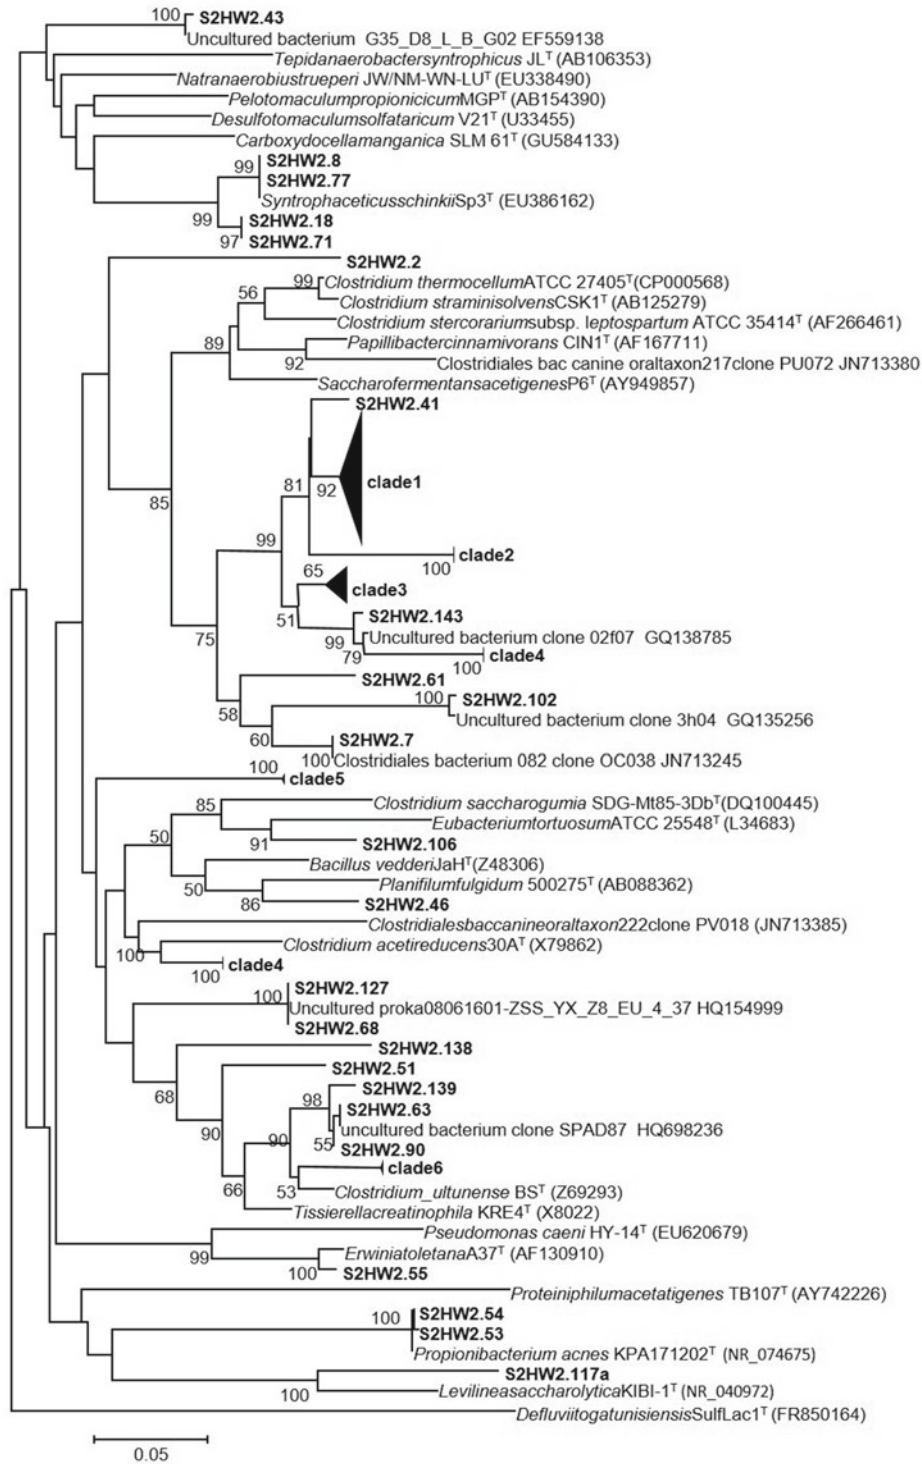 100 S2HW2.43
Uncultured bacterium G35_D8_L_B_G02 EF559138
Tepidanaerobactersyntrophicus JLᵀ (AB106353)
Natranaerobiustrueperi JW/NM-WN-LUᵀ (EU338490)
PelotomaculumpropionicicumMGPᵀ (AB154390)
Desulfotomaculumsolfataricum V21ᵀ (U33455)
Carboxydocellamanganica SLM 61ᵀ (GU584133)
99 S2HW2.8
S2HW2.77
SyntrophaceticusschinkiiSp3ᵀ (EU386162)
99 S2HW2.18
97 S2HW2.71
S2HW2.2
99 Clostridium thermocellumATCC 27405ᵀ(CP000568)
56 Clostridium straminisolvensCSK1ᵀ (AB125279)
Clostridium stercorariumsubsp. leptospartum ATCC 35414ᵀ (AF266461)
89 Papillibactercinnamivorans CIN1ᵀ (AF167711)
92 Clostridiales bac canine oraltaxon217clone PU072 JN713380
SaccharofermentansacetigenesP6ᵀ (AY949857)
S2HW2.41
81 92 clade1
85
99
100 clade2
65 clade3
51 S2HW2.143
99 Uncultured bacterium clone 02f07 GQ138785
75 79 100 clade4
S2HW2.61
58 100 S2HW2.102
Uncultured bacterium clone 3h04 GQ135256
60 S2HW2.7
100 Clostridiales bacterium 082 clone OC038 JN713245
100 clade5
85 Clostridium saccharogumia SDG-Mt85-3Dbᵀ(DQ100445)
EubacteriumtortuosumATCC 25548ᵀ (L34683)
50 91 S2HW2.106
Bacillus vedderiJaHᵀ(Z48306)
50 Planifilumfulgidum 500275ᵀ (AB088362)
86 S2HW2.46
Clostridialesbaccanineoraltaxon222clone PV018 (JN713385)
100 Clostridium acetireducens30Aᵀ (X79862)
100 clade4
100 S2HW2.127
Uncultured proka08061601-ZSS_YX_Z8_EU_4_37 HQ154999
S2HW2.68
S2HW2.138
68 S2HW2.51
98 S2HW2.139
S2HW2.63
90 90 55 uncultured bacterium clone SPAD87 HQ698236
S2HW2.90
clade6
66 53 Clostridium_ultunense BSᵀ (Z69293)
Tissierellacreatinophila KRE4ᵀ (X8022)
Pseudomonas caeni HY-14ᵀ (EU620679)
99 ErwiniatoletanaA37ᵀ (AF130910)
100 S2HW2.55
Proteiniphilumacetatigenes TB107ᵀ (AY742226)
100 S2HW2.54
S2HW2.53
Propionibacterium acnes KPA171202ᵀ (NR_074675)
S2HW2.117a
100 LevilineasaccharolyticaKIBI-1ᵀ (NR_040972)
DefluviitogatunisiensisSulfLac1ᵀ (FR850164)
0.05